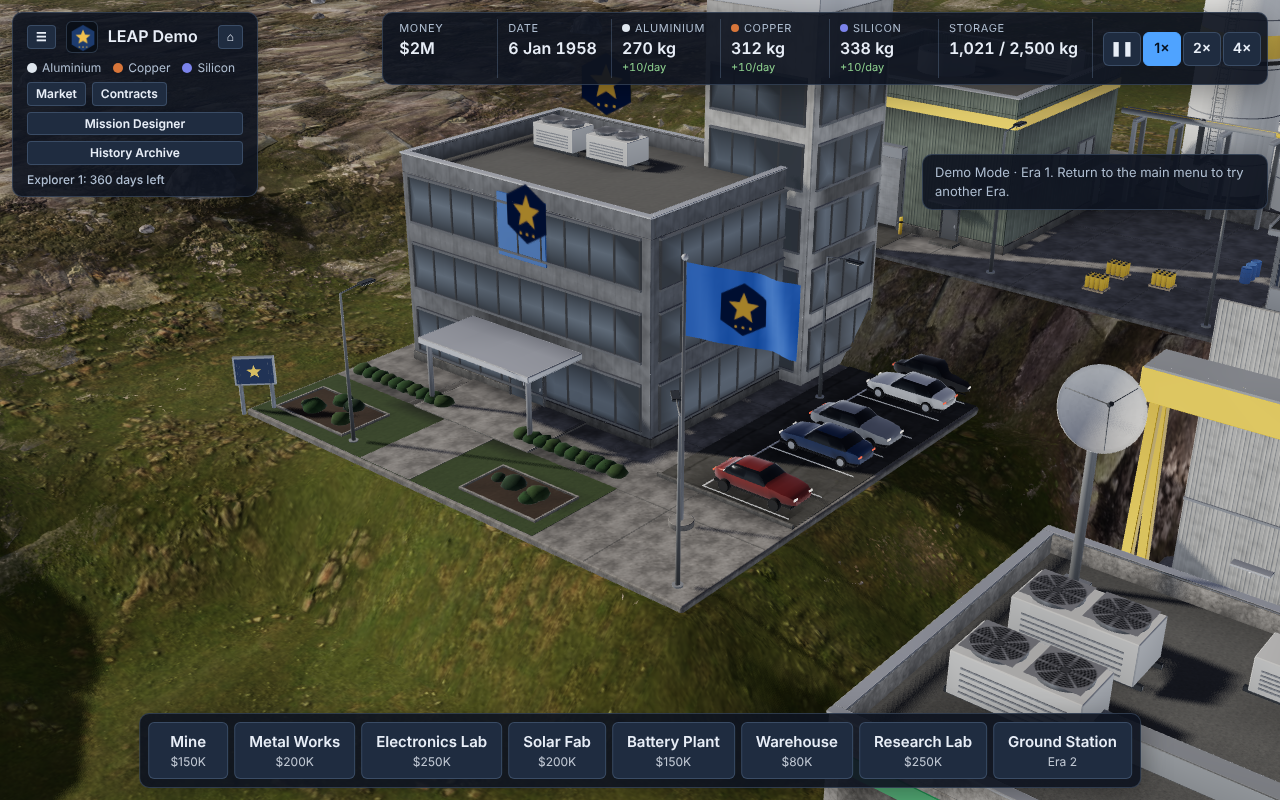 ☰ LEAP Demo ⌂
Aluminium Copper Silicon
Market Contracts
Mission Designer
History Archive
Explorer 1: 360 days left
MONEY
$2M
DATE
6 Jan 1958
ALUMINIUM
270 kg
+10/day
COPPER
312 kg
+10/day
SILICON
338 kg
+10/day
STORAGE
1,021 / 2,500 kg
❚❚ 1× 2× 4×
Demo Mode · Era 1. Return to the main menu to try
another Era.
Mine
$150K
Metal Works
$200K
Electronics Lab
$250K
Solar Fab
$200K
Battery Plant
$150K
Warehouse
$80K
Research Lab
$250K
Ground Station
Era 2